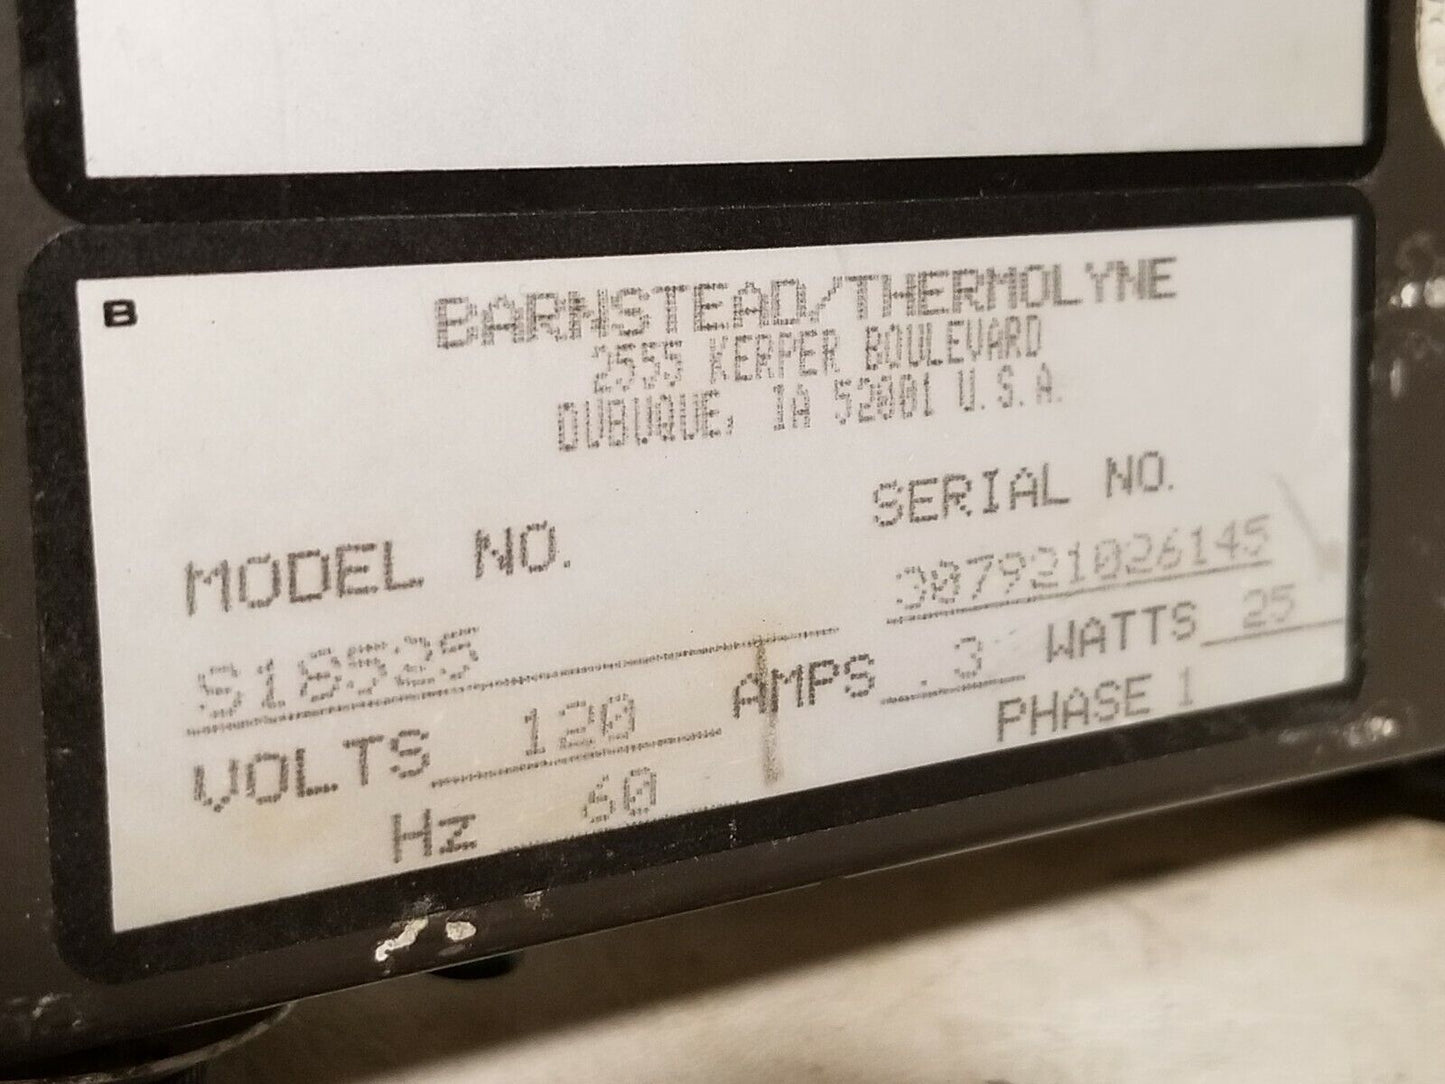 B
BARNSTEAD/THERMOLYNE
2555 KERPER BOULEVARD
DUBUQUE, IA 52001 U.S.A.
MODEL NO.
SERIAL NO.
S18525
307921026145
VOLTS 120 AMPS .3 WATTS 25
Hz 60 PHASE 1